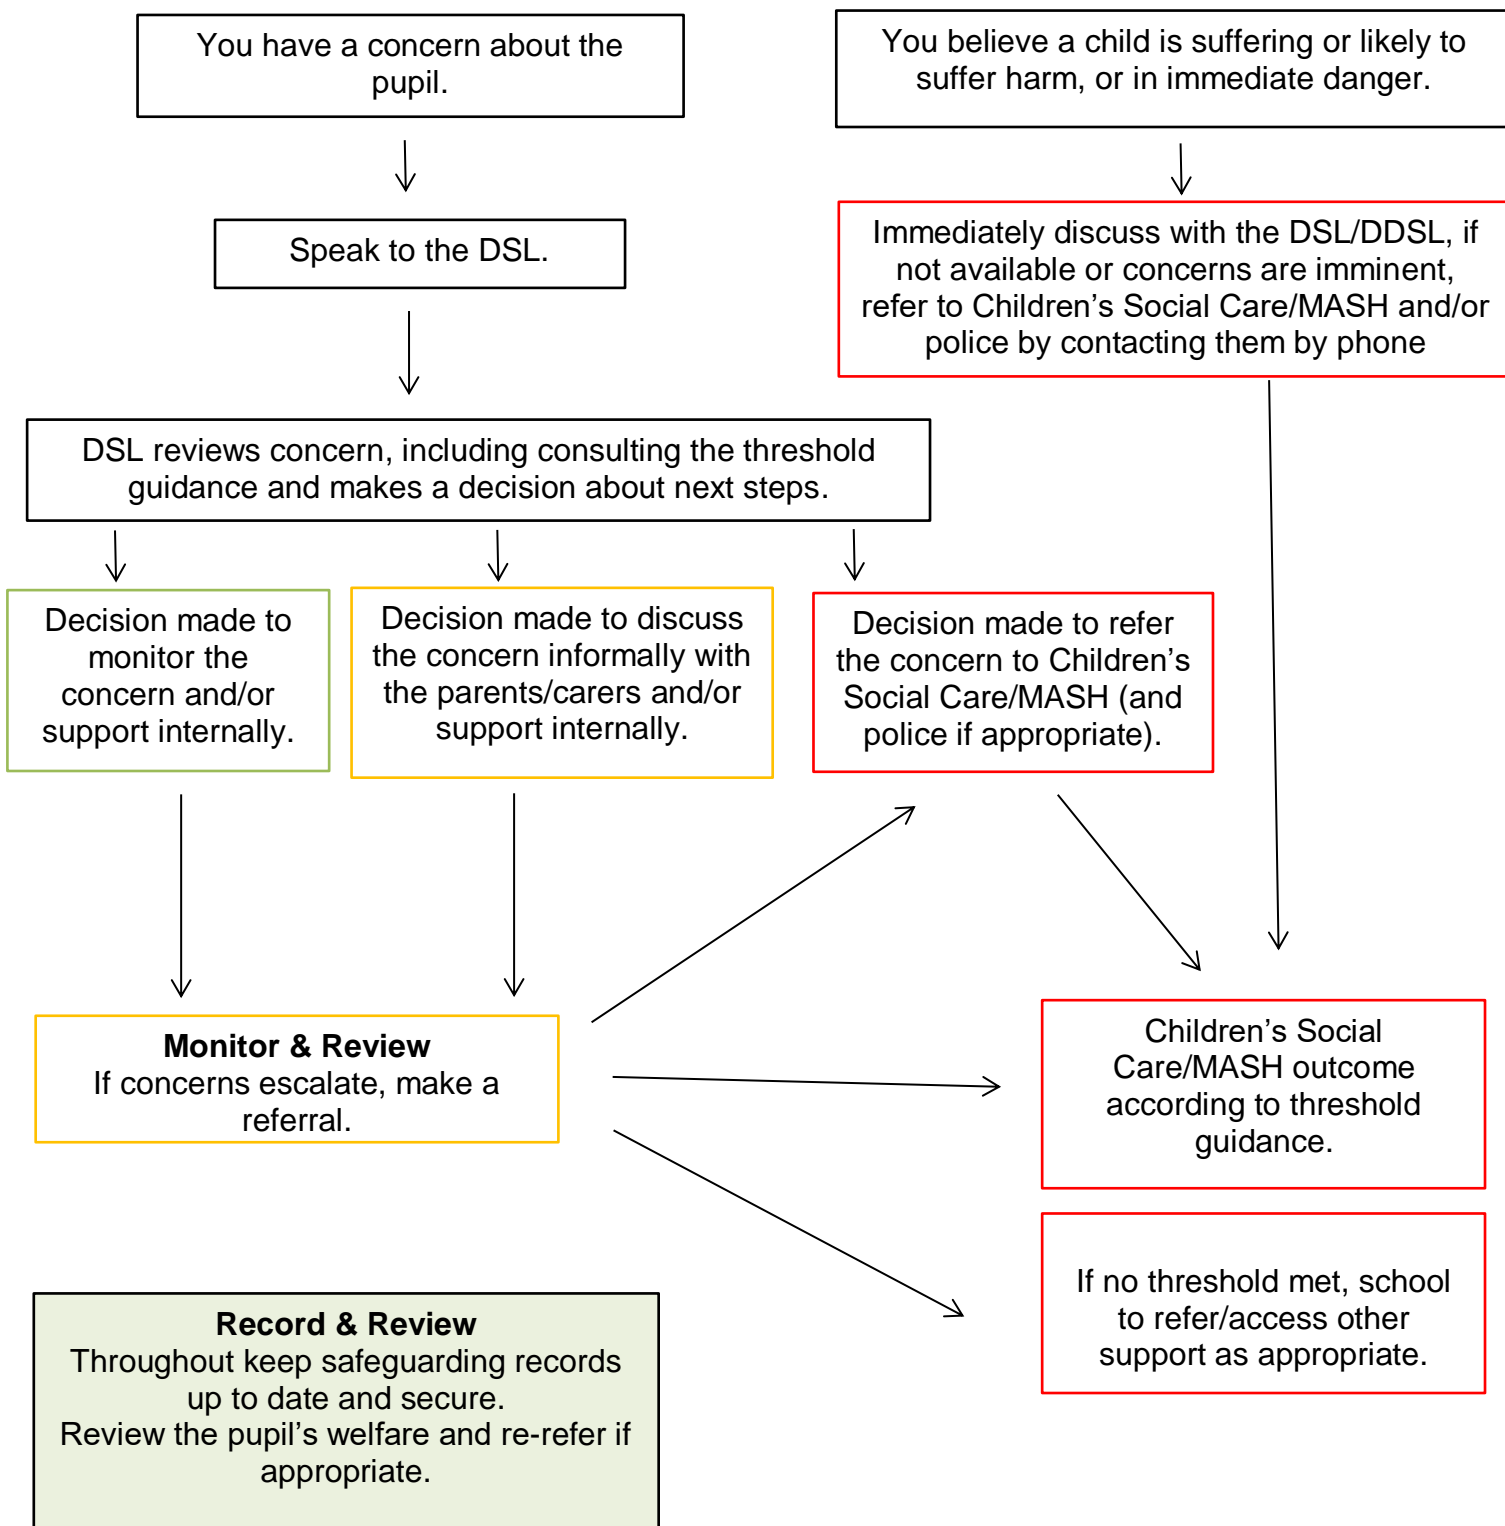 You have a concern about the
pupil.
You believe a child is suffering or likely to
suffer harm, or in immediate danger.
Speak to the DSL.
Immediately discuss with the DSL/DDSL, if
not available or concerns are imminent,
refer to Children’s Social Care/MASH and/or
police by contacting them by phone
DSL reviews concern, including consulting the threshold
guidance and makes a decision about next steps.
Decision made to
monitor the
concern and/or
support internally.
Decision made to discuss
the concern informally with
the parents/carers and/or
support internally.
Decision made to refer
the concern to Children’s
Social Care/MASH (and
police if appropriate).
Monitor & Review
If concerns escalate, make a
referral.
Children’s Social
Care/MASH outcome
according to threshold
guidance.
If no threshold met, school
to refer/access other
support as appropriate.
Record & Review
Throughout keep safeguarding records
up to date and secure.
Review the pupil’s welfare and re-refer if
appropriate.